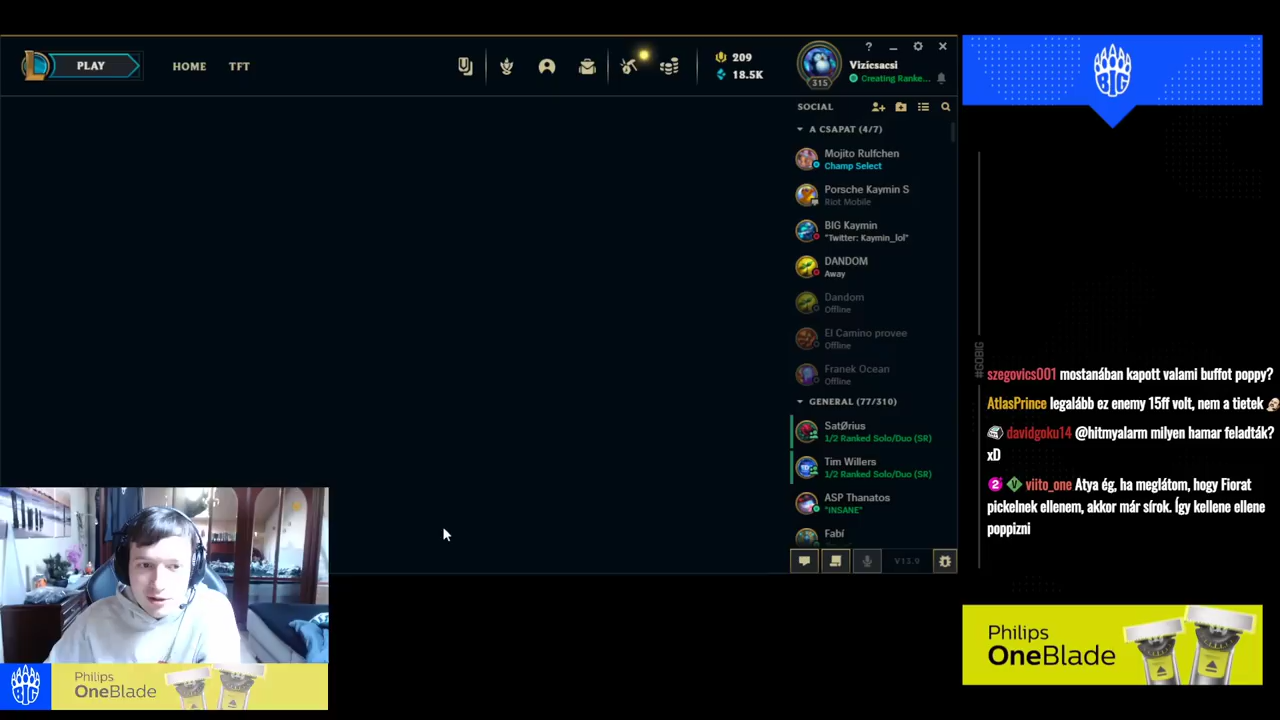 PLAY
HOME
TFT
209
18.5K
315
?
Vizicsacsi
Creating Ranke...
SOCIAL
A CSAPAT (4/7)
Mojito Rulfchen
Champ Select
Porsche Kaymin S
Riot Mobile
BIG Kaymin
"Twitter: Kaymin_lol"
DANDOM
Away
Dandom
Offline
El Camino provee
Offline
Franek Ocean
Offline
GENERAL (77/310)
SatØrius
1/2 Ranked Solo/Duo (SR)
Tim Willers
1/2 Ranked Solo/Duo (SR)
ASP Thanatos
"INSANE"
Fabí
V13.9
BIG
#GOBIG
szegovics001 mostanában kapott valami buffot poppy?
AtlasPrince legalább ez enemy 15ff volt, nem a tietek
davidgoku14 @hitmyalarm milyen hamar feladták?
xD
viito_one Atya ég, ha meglátom, hogy Fiorat
pickelnek ellenem, akkor már sírok. Így kellene ellene
poppizni
Philips
OneBlade
BIG
Philips
OneBlade